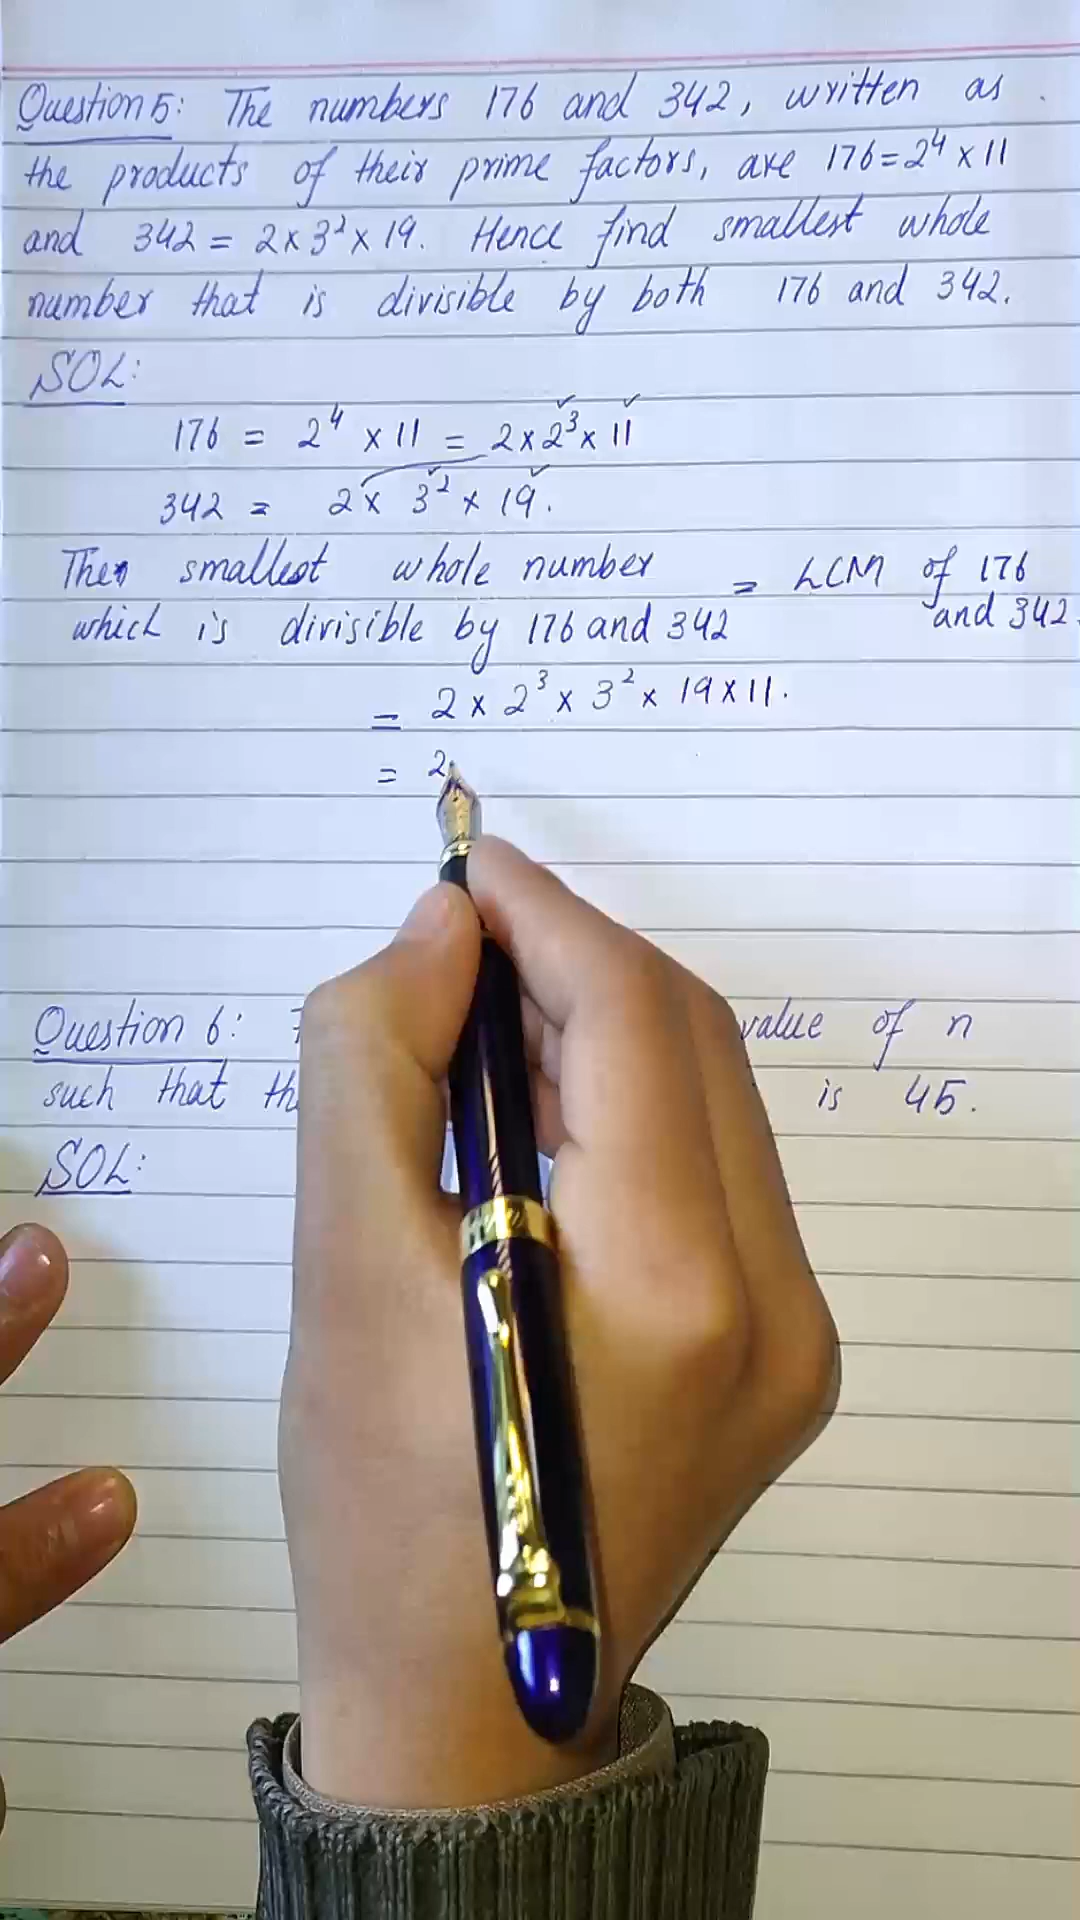 Question 5: The numbers 176 and 342, written as
the products of their prime factors, are 176 = 2⁴ × 11
and 342 = 2 × 3² × 19. Hence find smallest whole
number that is divisible by both 176 and 342.
SOL:
176 = 2⁴ × 11 = 2 × 2³ × 11
342 = 2 × 3² × 19.
The smallest whole number = LCM of 176
which is divisible by 176 and 342 and 342.
= 2 × 2³ × 3² × 19 × 11.
= 2
Question 6: value of n
such that is 45.
SOL: